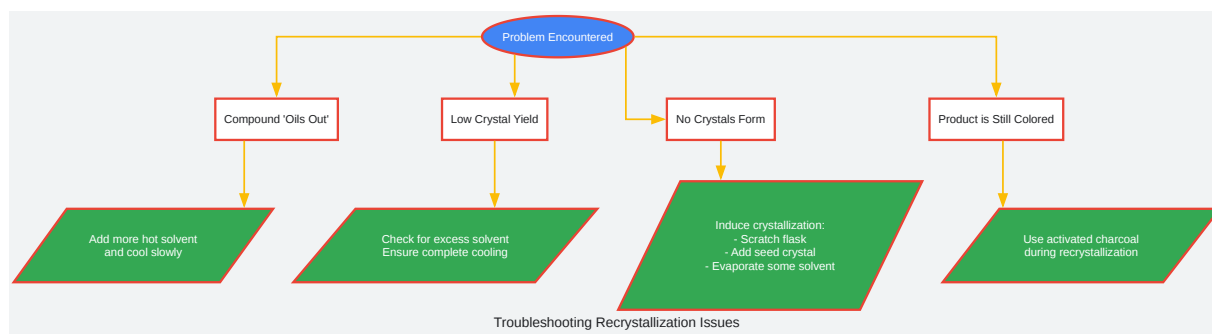 Problem Encountered
Compound 'Oils Out'
Low Crystal Yield
No Crystals Form
Product is Still Colored
Add more hot solvent
and cool slowly
Check for excess solvent
Ensure complete cooling
Induce crystallization:
- Scratch flask
- Add seed crystal
- Evaporate some solvent
Use activated charcoal
during recrystallization
Troubleshooting Recrystallization Issues